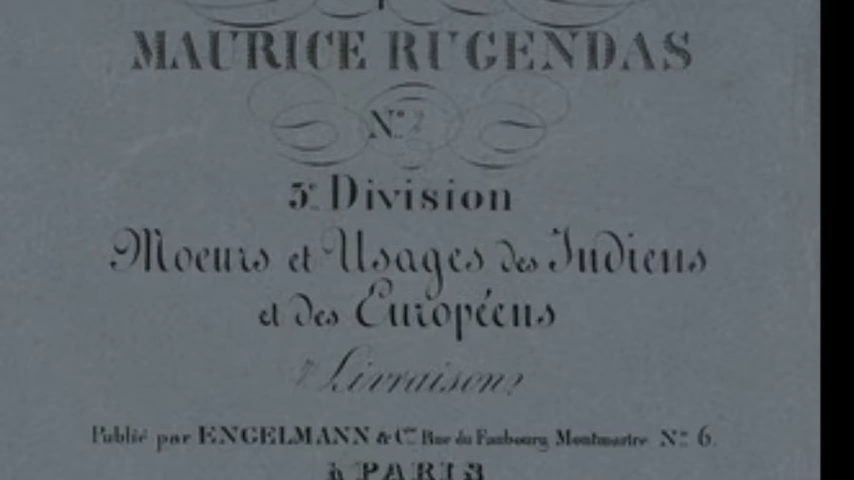 MAURICE RUGENDAS
N°
3e Division
Moeurs et Usages des Indiens
et des Européens
Livraison
Publié par ENGELMANN & Cie Rue du Faubourg Montmartre N° 6.
à PARIS